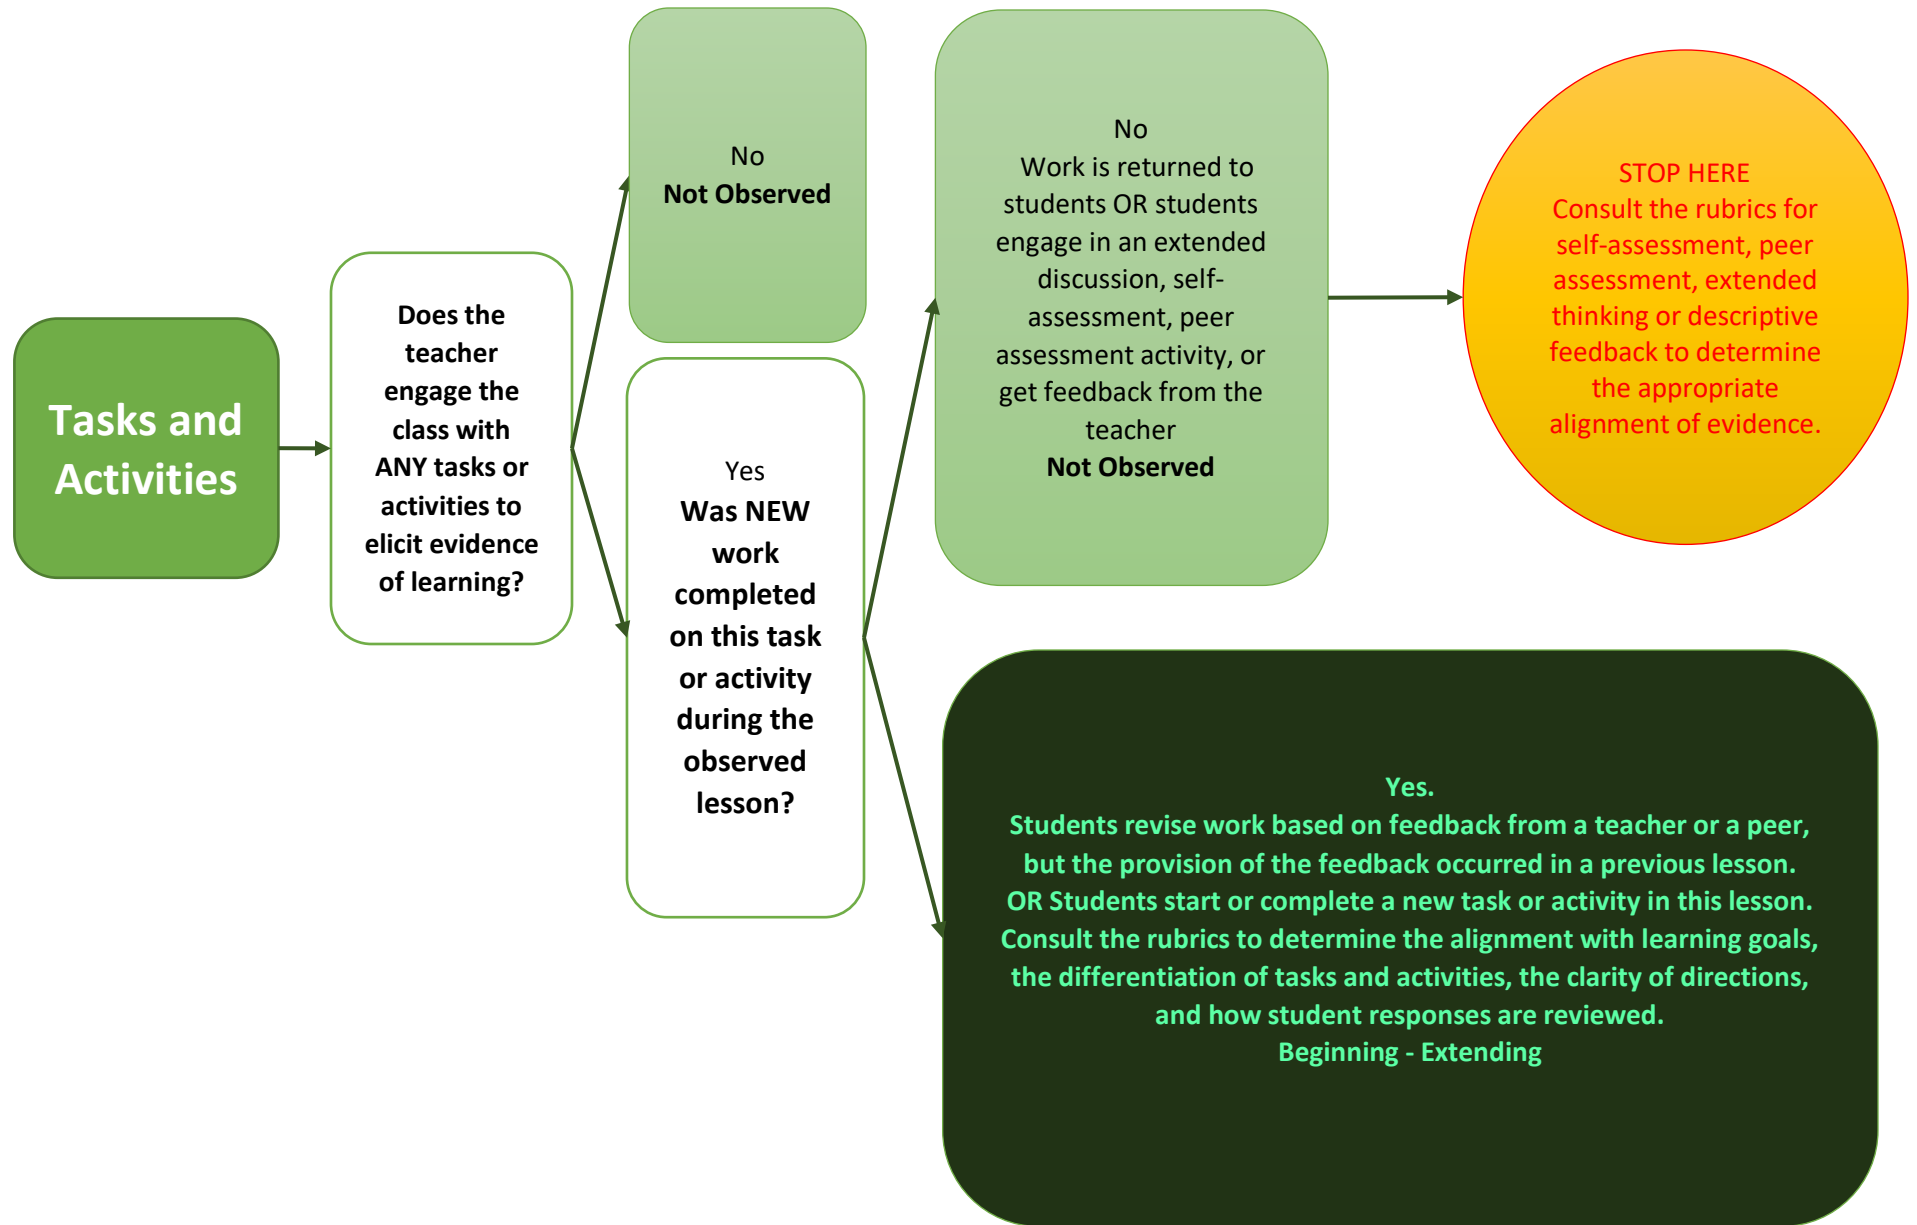 Tasks and
Activities
Does the
teacher
engage the
class with
ANY tasks or
activities to
elicit evidence
of learning?
No
Not Observed
Yes
Was NEW
work
completed
on this task
or activity
during the
observed
lesson?
No
Work is returned to
students OR students
engage in an extended
discussion, self-
assessment, peer
assessment activity, or
get feedback from the
teacher
Not Observed
STOP HERE
Consult the rubrics for
self-assessment, peer
assessment, extended
thinking or descriptive
feedback to determine
the appropriate
alignment of evidence.
Yes.
Students revise work based on feedback from a teacher or a peer,
but the provision of the feedback occurred in a previous lesson.
OR Students start or complete a new task or activity in this lesson.
Consult the rubrics to determine the alignment with learning goals,
the differentiation of tasks and activities, the clarity of directions,
and how student responses are reviewed.
Beginning - Extending